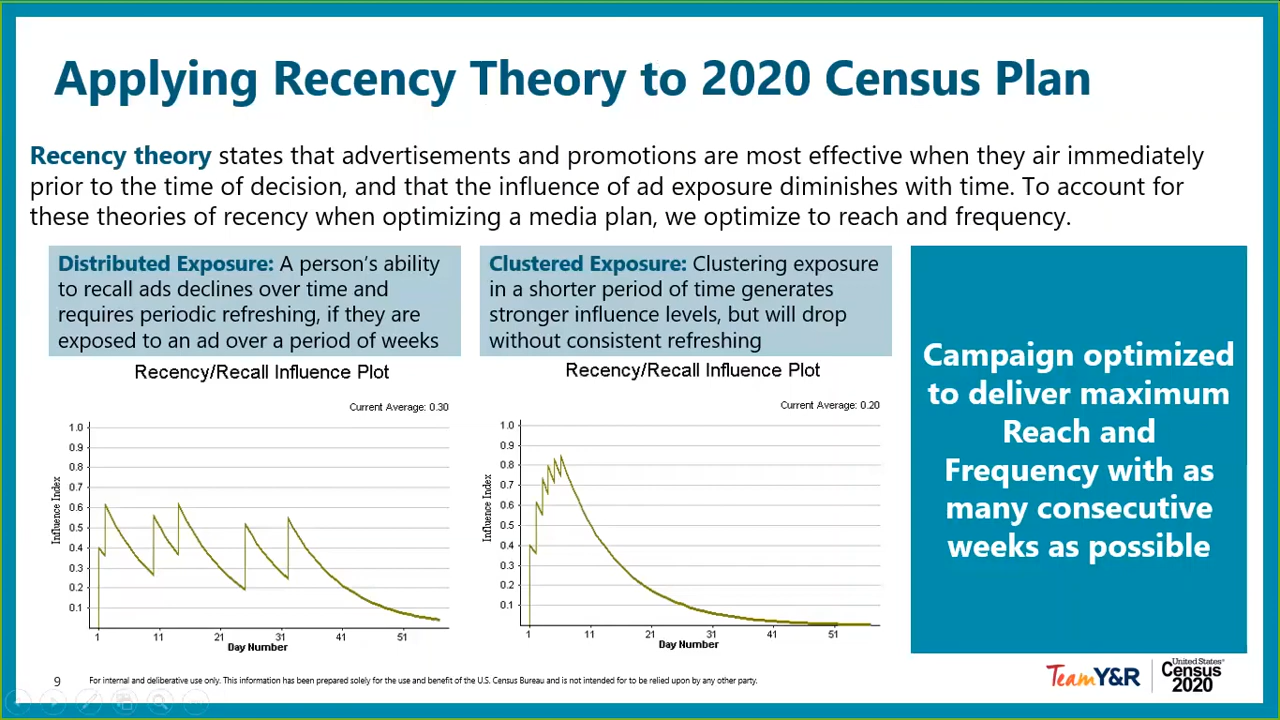 Applying Recency Theory to 2020 Census Plan
Recency theory states that advertisements and promotions are most effective when they air immediately
prior to the time of decision, and that the influence of ad exposure diminishes with time. To account for
these theories of recency when optimizing a media plan, we optimize to reach and frequency.
Distributed Exposure: A person's ability
to recall ads declines over time and
requires periodic refreshing, if they are
exposed to an ad over a period of weeks
Recency/Recall Influence Plot
Current Average: 0.30
Influence Index
1.0
0.9
0.8
0.7
0.6
0.5
0.4
0.3
0.2
0.1
1 11 21 31 41 51
Day Number
Clustered Exposure: Clustering exposure
in a shorter period of time generates
stronger influence levels, but will drop
without consistent refreshing
Recency/Recall Influence Plot
Current Average: 0.20
Influence Index
1.0
0.9
0.8
0.7
0.6
0.5
0.4
0.3
0.2
0.1
1 11 21 31 41 51
Day Number
Campaign optimized
to deliver maximum
Reach and
Frequency with as
many consecutive
weeks as possible
9 For internal and deliberative use only. This information has been prepared solely for the use and benefit of the U.S. Census Bureau and is not intended for to be relied upon by any other party.
TeamY&R
United States®
Census
2020